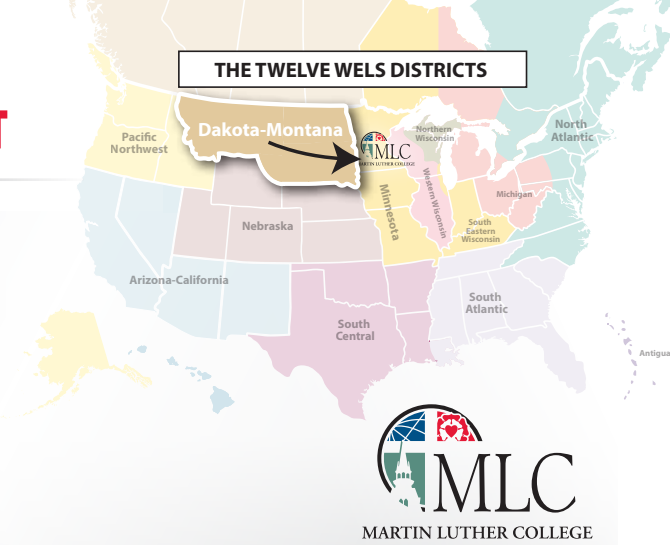 THE TWELVE WELS DISTRICTS
Pacific
Northwest
Dakota-Montana
MLC
MARTIN LUTHER COLLEGE
Northern
Wisconsin
North
Atlantic
Western Wisconsin
Michigan
Minnesota
Nebraska
South
Eastern
Wisconsin
Arizona-California
South
Atlantic
South
Central
Antigua
MLC
MARTIN LUTHER COLLEGE